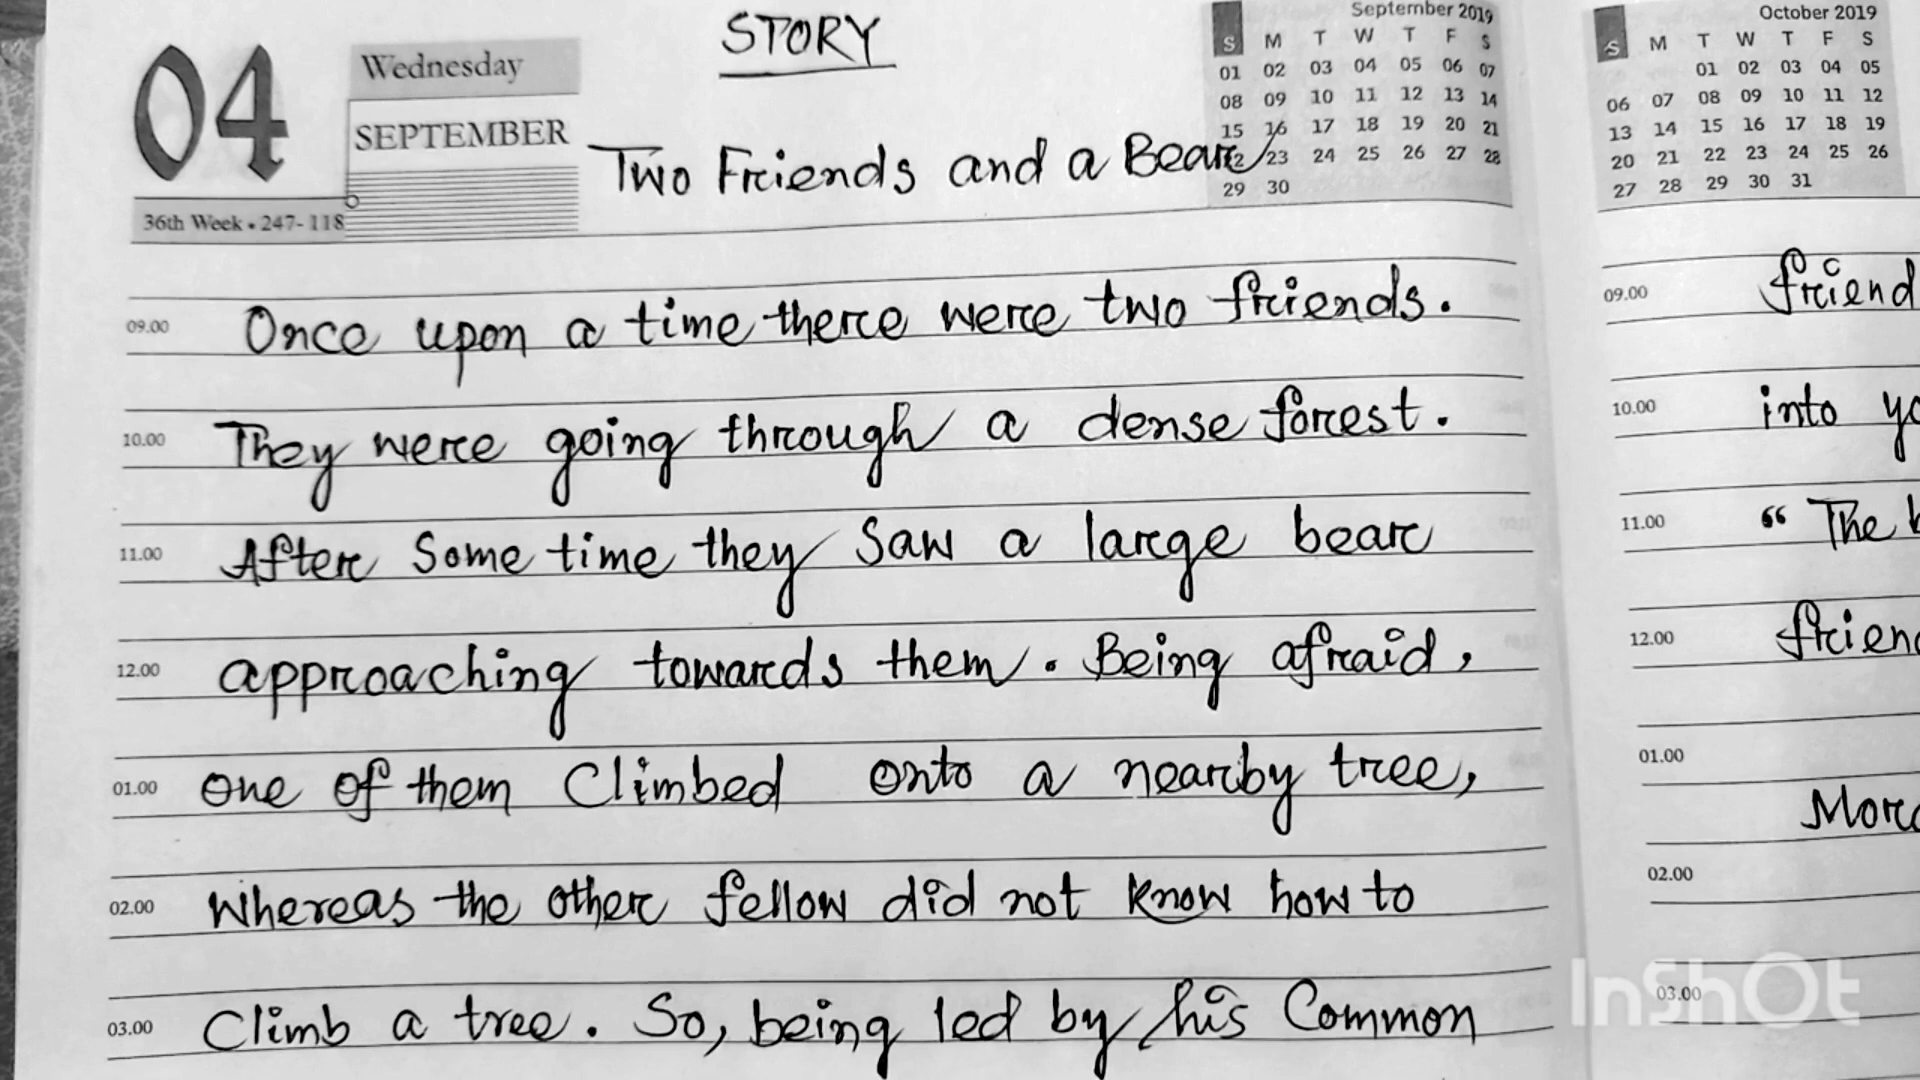 STORY
04
Wednesday
SEPTEMBER
36th Week • 247-118
Two Friends and a Bear
September 2019
S M T W T F S
01 02 03 04 05 06 07
08 09 10 11 12 13 14
15 16 17 18 19 20 21
23 24 25 26 27 28
29 30
09.00 Once upon a time there were two friends.
10.00 They were going through a dense forest.
11.00 After Some time they Saw a large bear
12.00 approaching towards them. Being afraid,
01.00 one of them Climbed onto a nearby tree,
02.00 Whereas the other fellow did not know how to
03.00 Climb a tree. So, being led by his Common
October 2019
S M T W T F S
01 02 03 04 05
06 07 08 09 10 11 12
13 14 15 16 17 18 19
20 21 22 23 24 25 26
27 28 29 30 31
09.00 friend
10.00 into
11.00 "The
12.00
01.00
02.00
03.00
InShOt